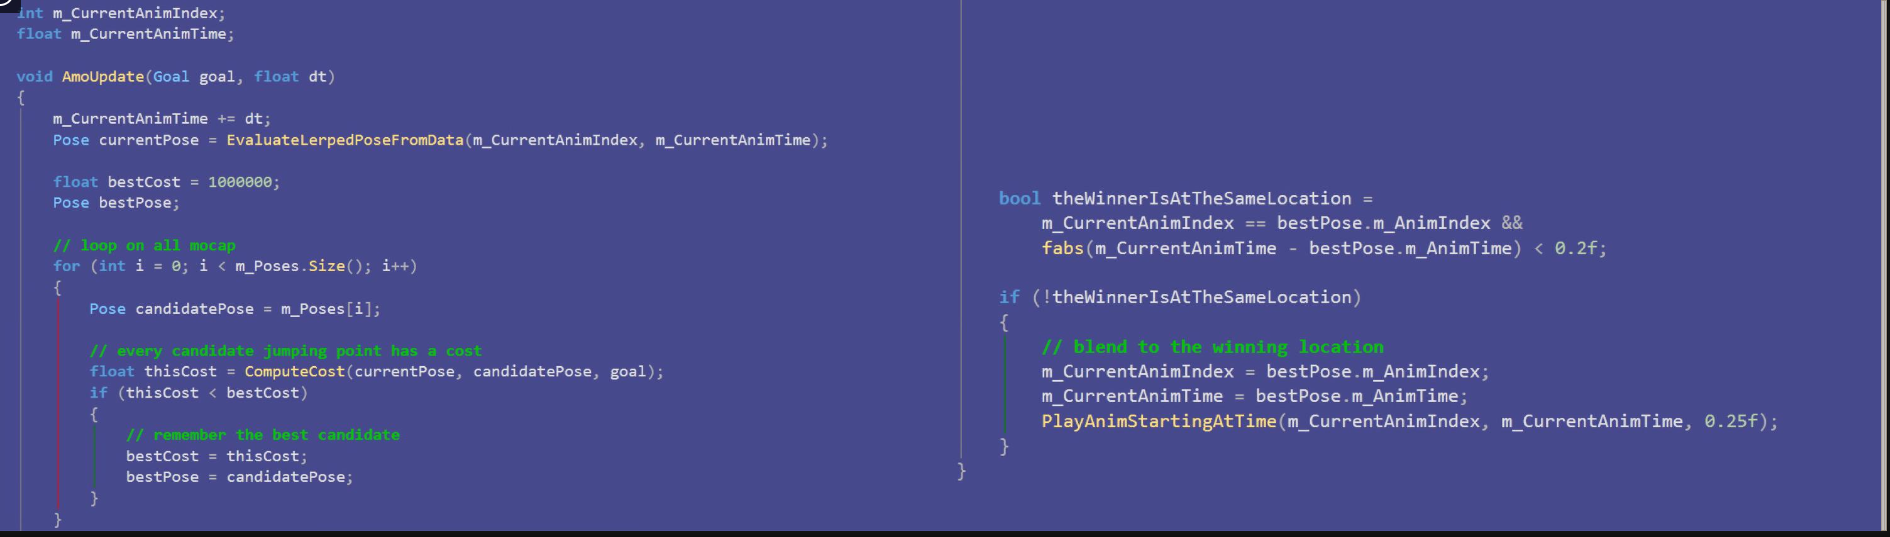 int m_CurrentAnimIndex;
float m_CurrentAnimTime;
void AmoUpdate(Goal goal, float dt)
{
m_CurrentAnimTime += dt;
Pose currentPose = EvaluateLerpedPoseFromData(m_CurrentAnimIndex, m_CurrentAnimTime);
float bestCost = 1000000;
Pose bestPose;
// loop on all mocap
for (int i = 0; i < m_Poses.Size(); i++)
{
Pose candidatePose = m_Poses[i];
// every candidate jumping point has a cost
float thisCost = ComputeCost(currentPose, candidatePose, goal);
if (thisCost < bestCost)
{
// remember the best candidate
bestCost = thisCost;
bestPose = candidatePose;
}
}
bool theWinnerIsAtTheSameLocation =
m_CurrentAnimIndex == bestPose.m_AnimIndex &&
fabs(m_CurrentAnimTime - bestPose.m_AnimTime) < 0.2f;
if (!theWinnerIsAtTheSameLocation)
{
// blend to the winning location
m_CurrentAnimIndex = bestPose.m_AnimIndex;
m_CurrentAnimTime = bestPose.m_AnimTime;
PlayAnimStartingAtTime(m_CurrentAnimIndex, m_CurrentAnimTime, 0.25f);
}
}